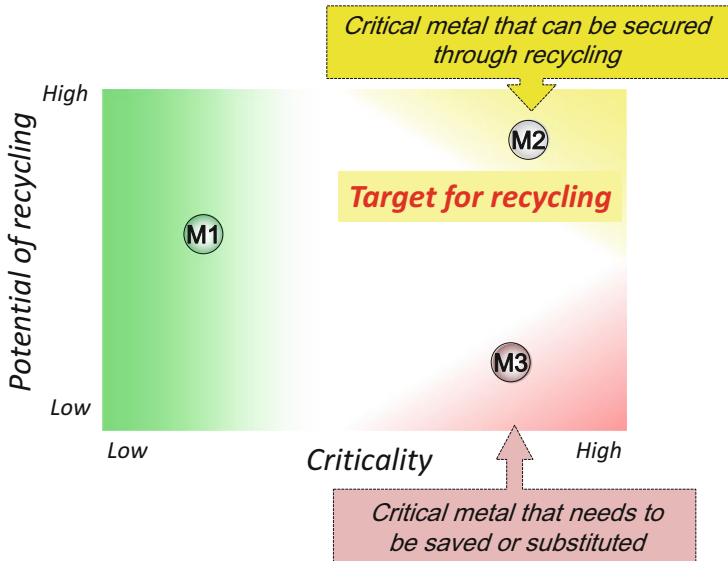 Critical metal that can be secured
through recycling
High
Potential of recycling
M2
Target for recycling
M1
M3
Low
Low
Criticality
High
Critical metal that needs to
be saved or substituted